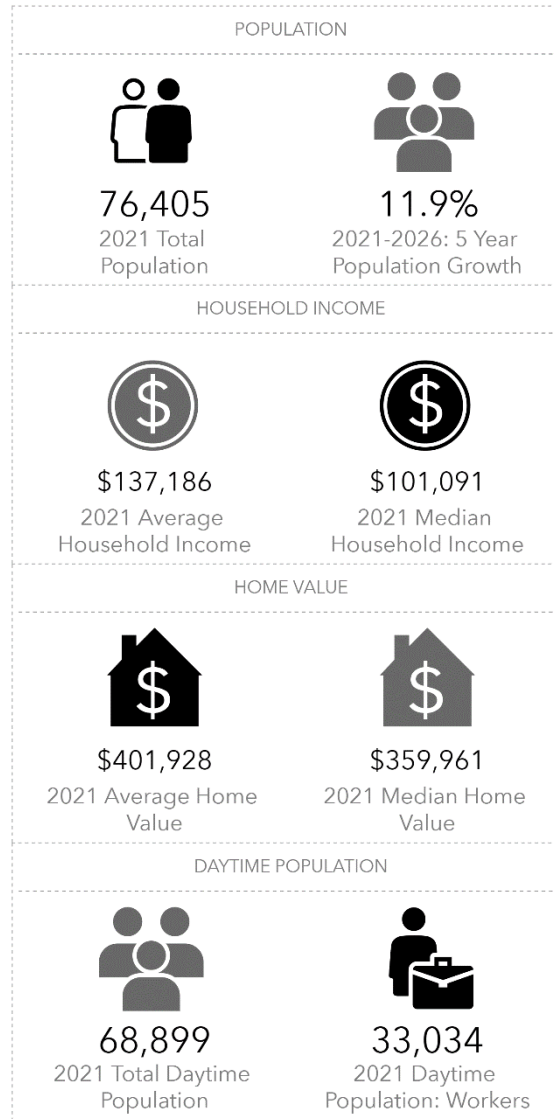 POPULATION
76,405
2021 Total
Population
11.9%
2021-2026: 5 Year
Population Growth
HOUSEHOLD INCOME
$
$137,186
2021 Average
Household Income
$
$101,091
2021 Median
Household Income
HOME VALUE
$
$401,928
2021 Average Home
Value
$
$359,961
2021 Median Home
Value
DAYTIME POPULATION
68,899
2021 Total Daytime
Population
33,034
2021 Daytime
Population: Workers